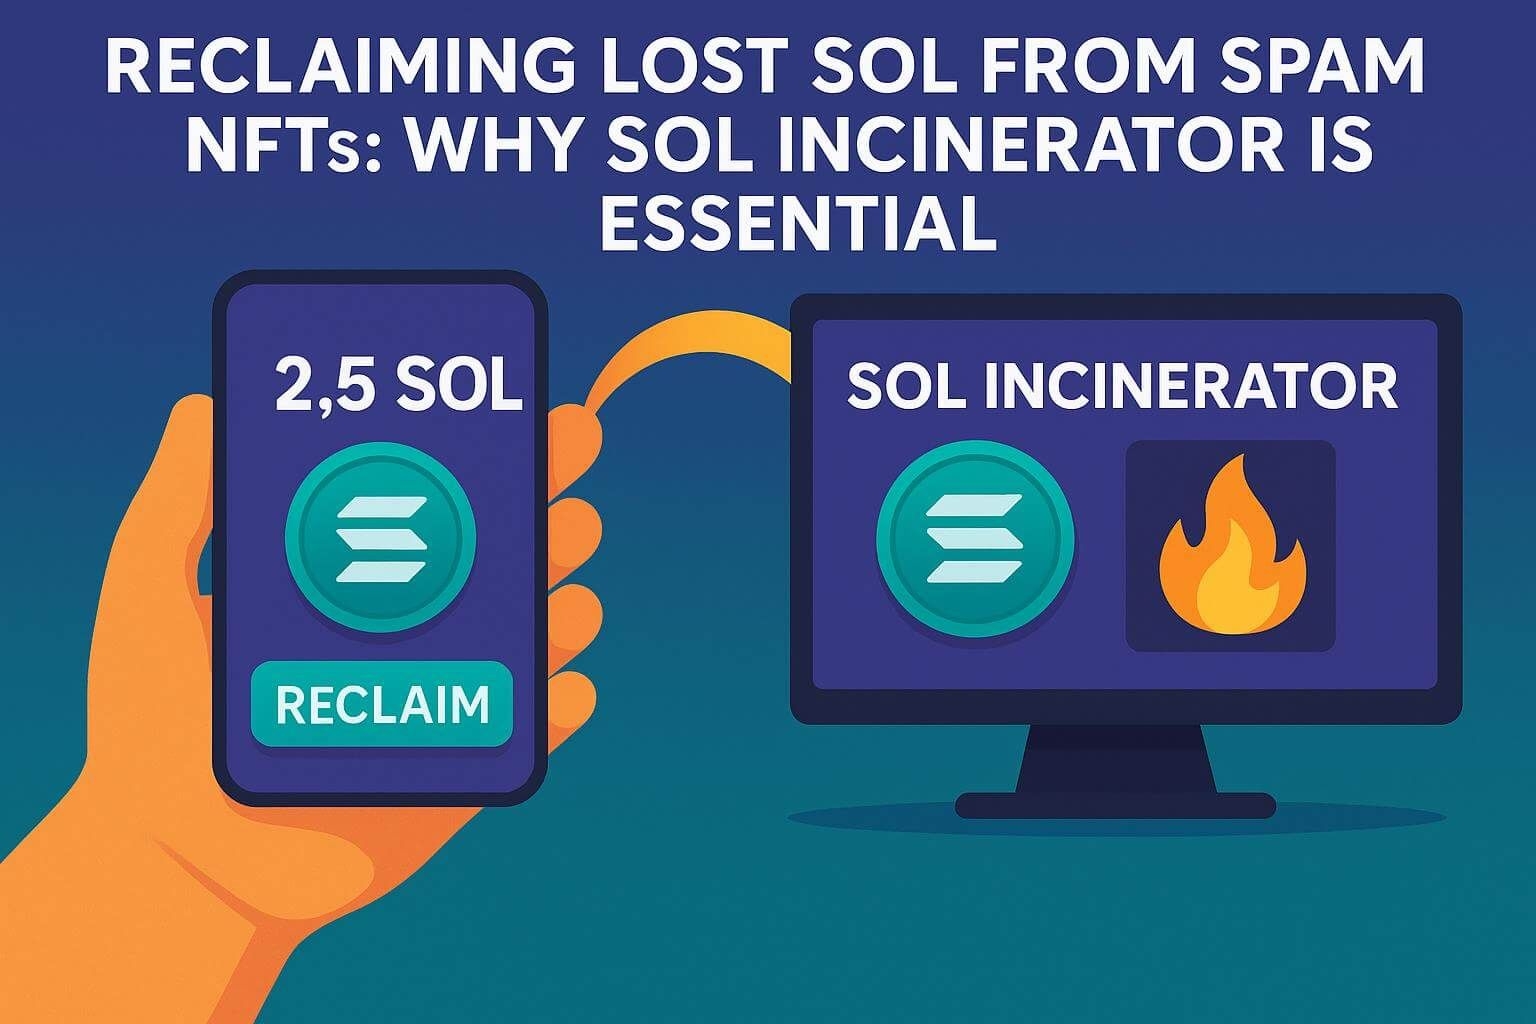 RECLAIMING LOST SOL FROM SPAM
NFTs: WHY SOL INCINERATOR IS
ESSENTIAL
2,5 SOL
RECLAIM
SOL INCINERATOR